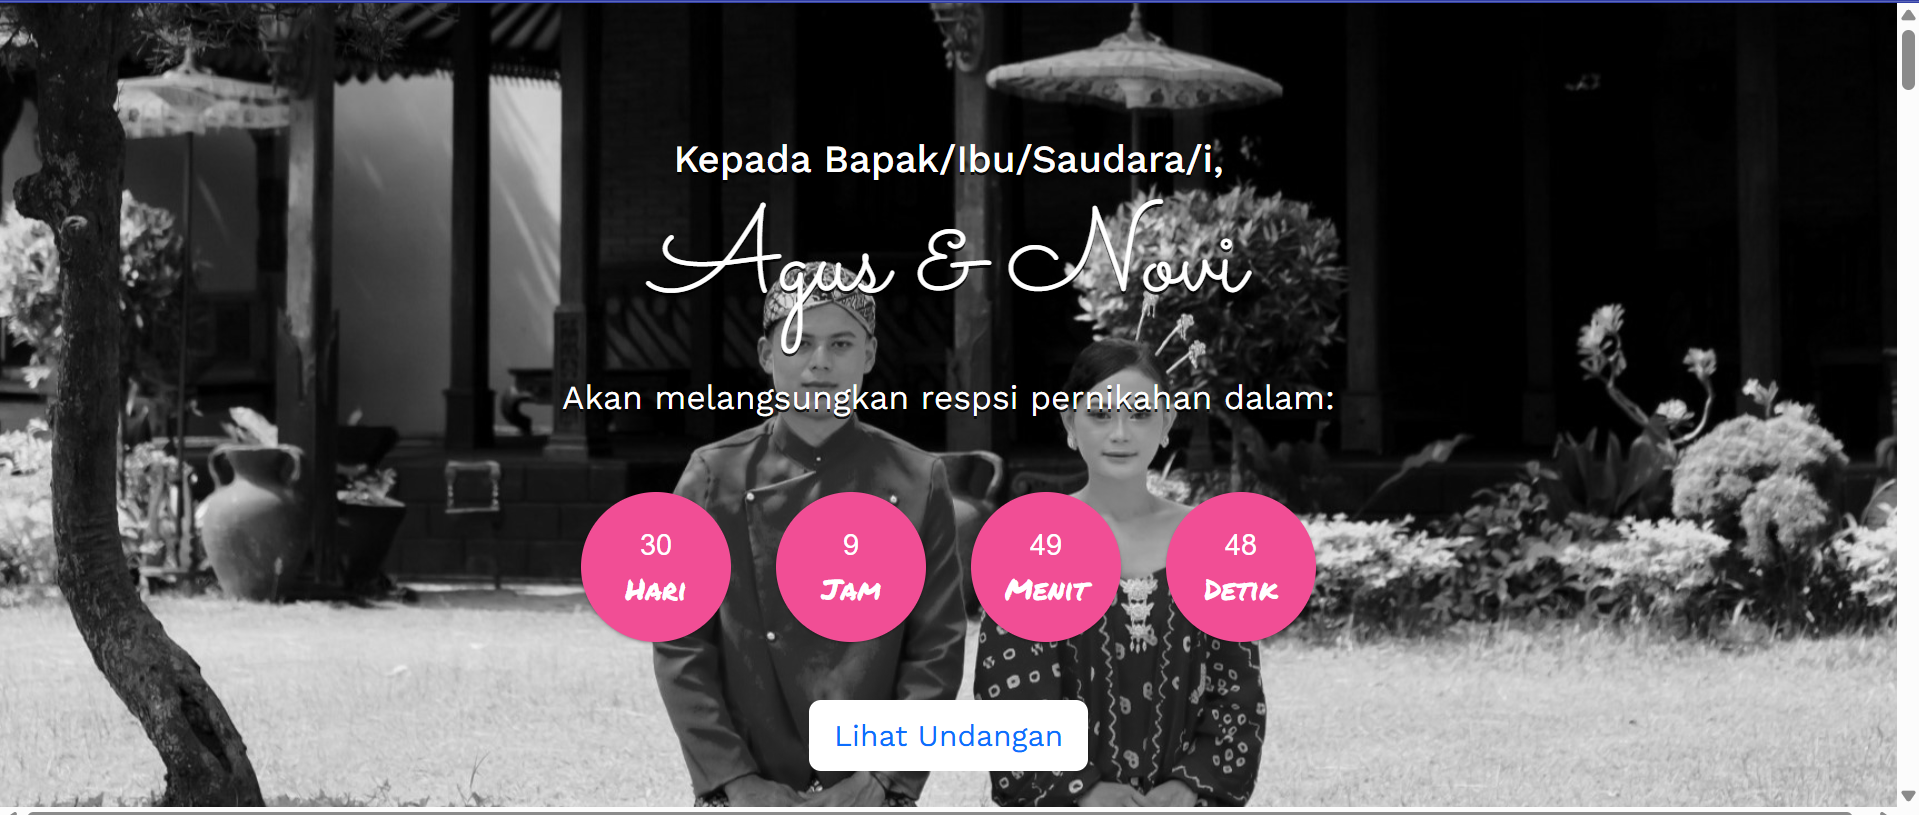 Kepada Bapak/Ibu/Saudara/i,
Agus & Novi
Akan melangsungkan respsi pernikahan dalam:
30
Hari
9
Jam
49
Menit
48
Detik
Lihat Undangan